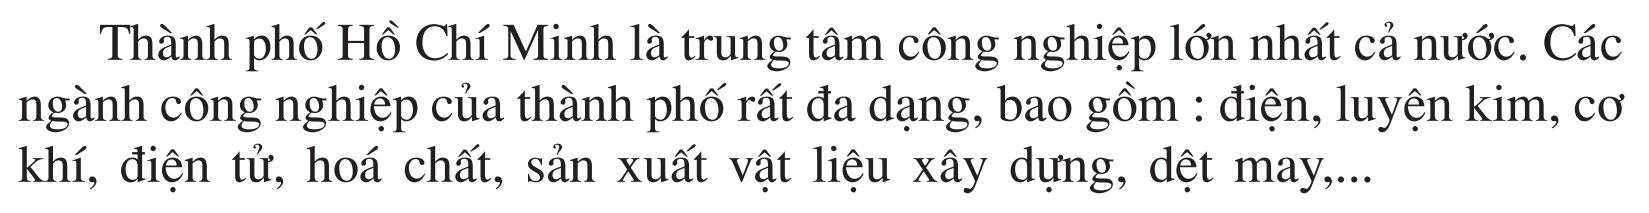 Thành phố Hồ Chí Minh là trung tâm công nghiệp lớn nhất cả nước. Các
ngành công nghiệp của thành phố rất đa dạng, bao gồm : điện, luyện kim, cơ
khí, điện tử, hoá chất, sản xuất vật liệu xây dựng, dệt may,...